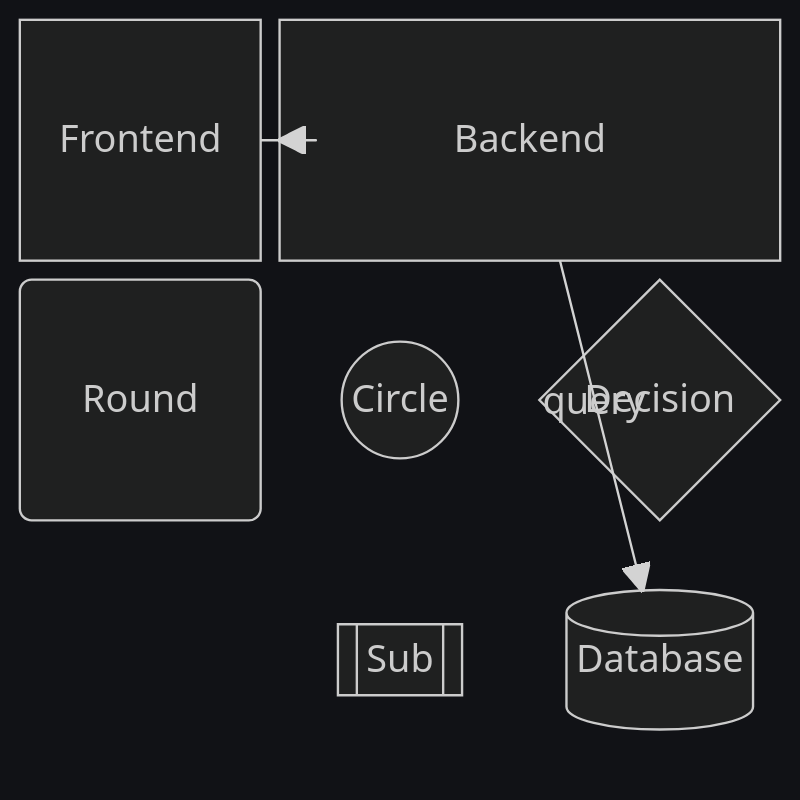 Frontend
Backend
Round
Circle
query
Decision
Sub
Database